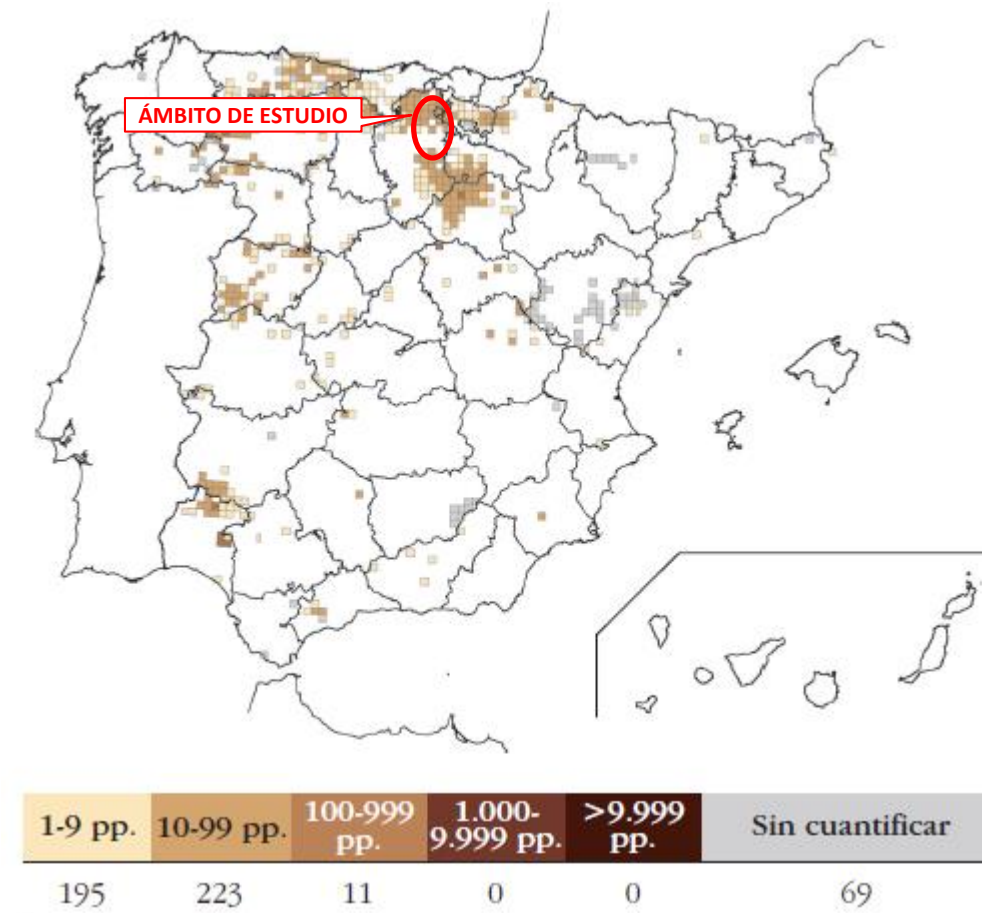 ÁMBITO DE ESTUDIO
1-9 pp. 10-99 pp. 100-999 pp. 1.000-9.999 pp. >9.999 pp. Sin cuantificar
195 223 11 0 0 69